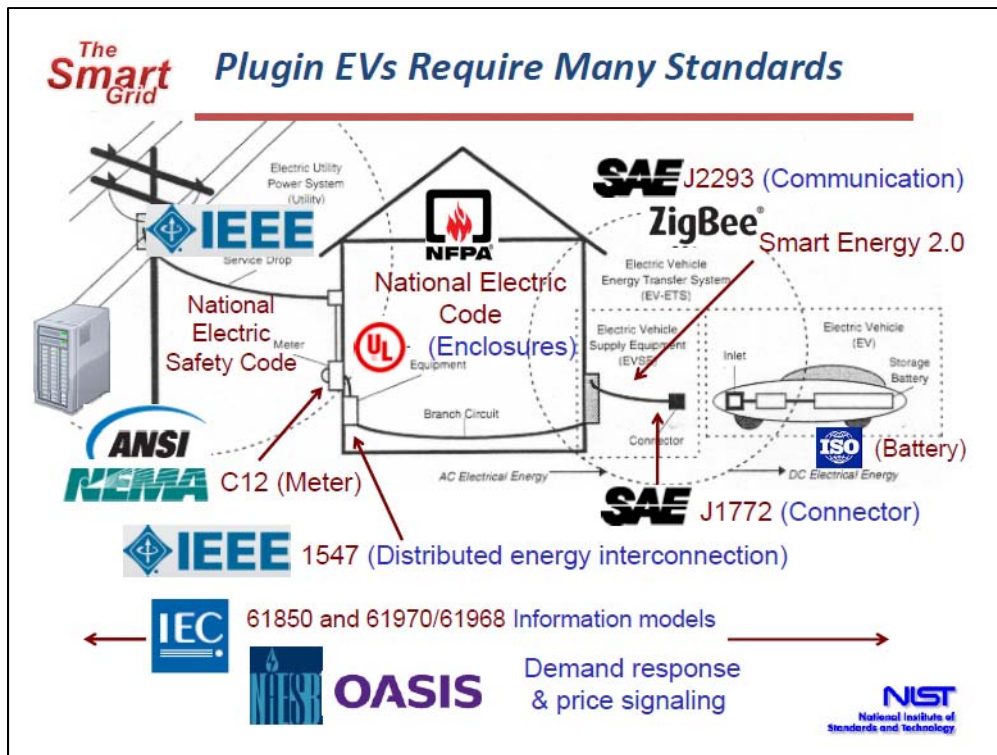 The
Smart
Grid
Plugin EVs Require Many Standards
Electric Utility
Power System
(Utility)
IEEE
Service Drop
National
Electric
Safety Code
Meter
NFPA®
National Electric
Code
(Enclosures)
UL
Equipment
Branch Circuit
SAE J2293 (Communication)
ZigBee®
Smart Energy 2.0
Electric Vehicle
Energy Transfer System
(EV-ETS)
Electric Vehicle
Supply Equipment
(EVSE)
Connector
Electric Vehicle
(EV)
Inlet
Storage
Battery
ISO (Battery)
AC Electrical Energy
DC Electrical Energy
ANSI
NEMA C12 (Meter)
SAE J1772 (Connector)
IEEE 1547 (Distributed energy interconnection)
IEC 61850 and 61970/61968 Information models
NAESB OASIS
Demand response
& price signaling
NIST
National Institute of
Standards and Technology